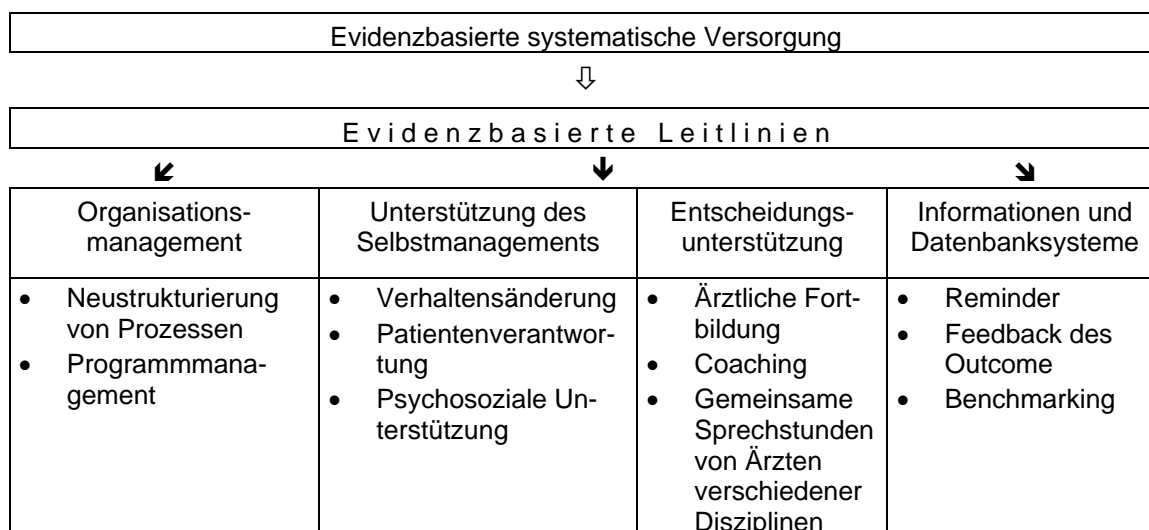 Evidenzbasierte systematische Versorgung
⇩
Evidenzbasierte Leitlinien
Organisations-
management
Unterstützung des
Selbstmanagements
Entscheidungs-
unterstützung
Informationen und
Datenbanksysteme
• Neustrukturierung
von Prozessen
• Programmmana-
gement
• Verhaltensänderung
• Patientenverantwor-
tung
• Psychosoziale Un-
terstützung
• Ärztliche Fort-
bildung
• Coaching
• Gemeinsame
Sprechstunden
von Ärzten
verschiedener
Disziplinen
• Reminder
• Feedback des
Outcome
• Benchmarking